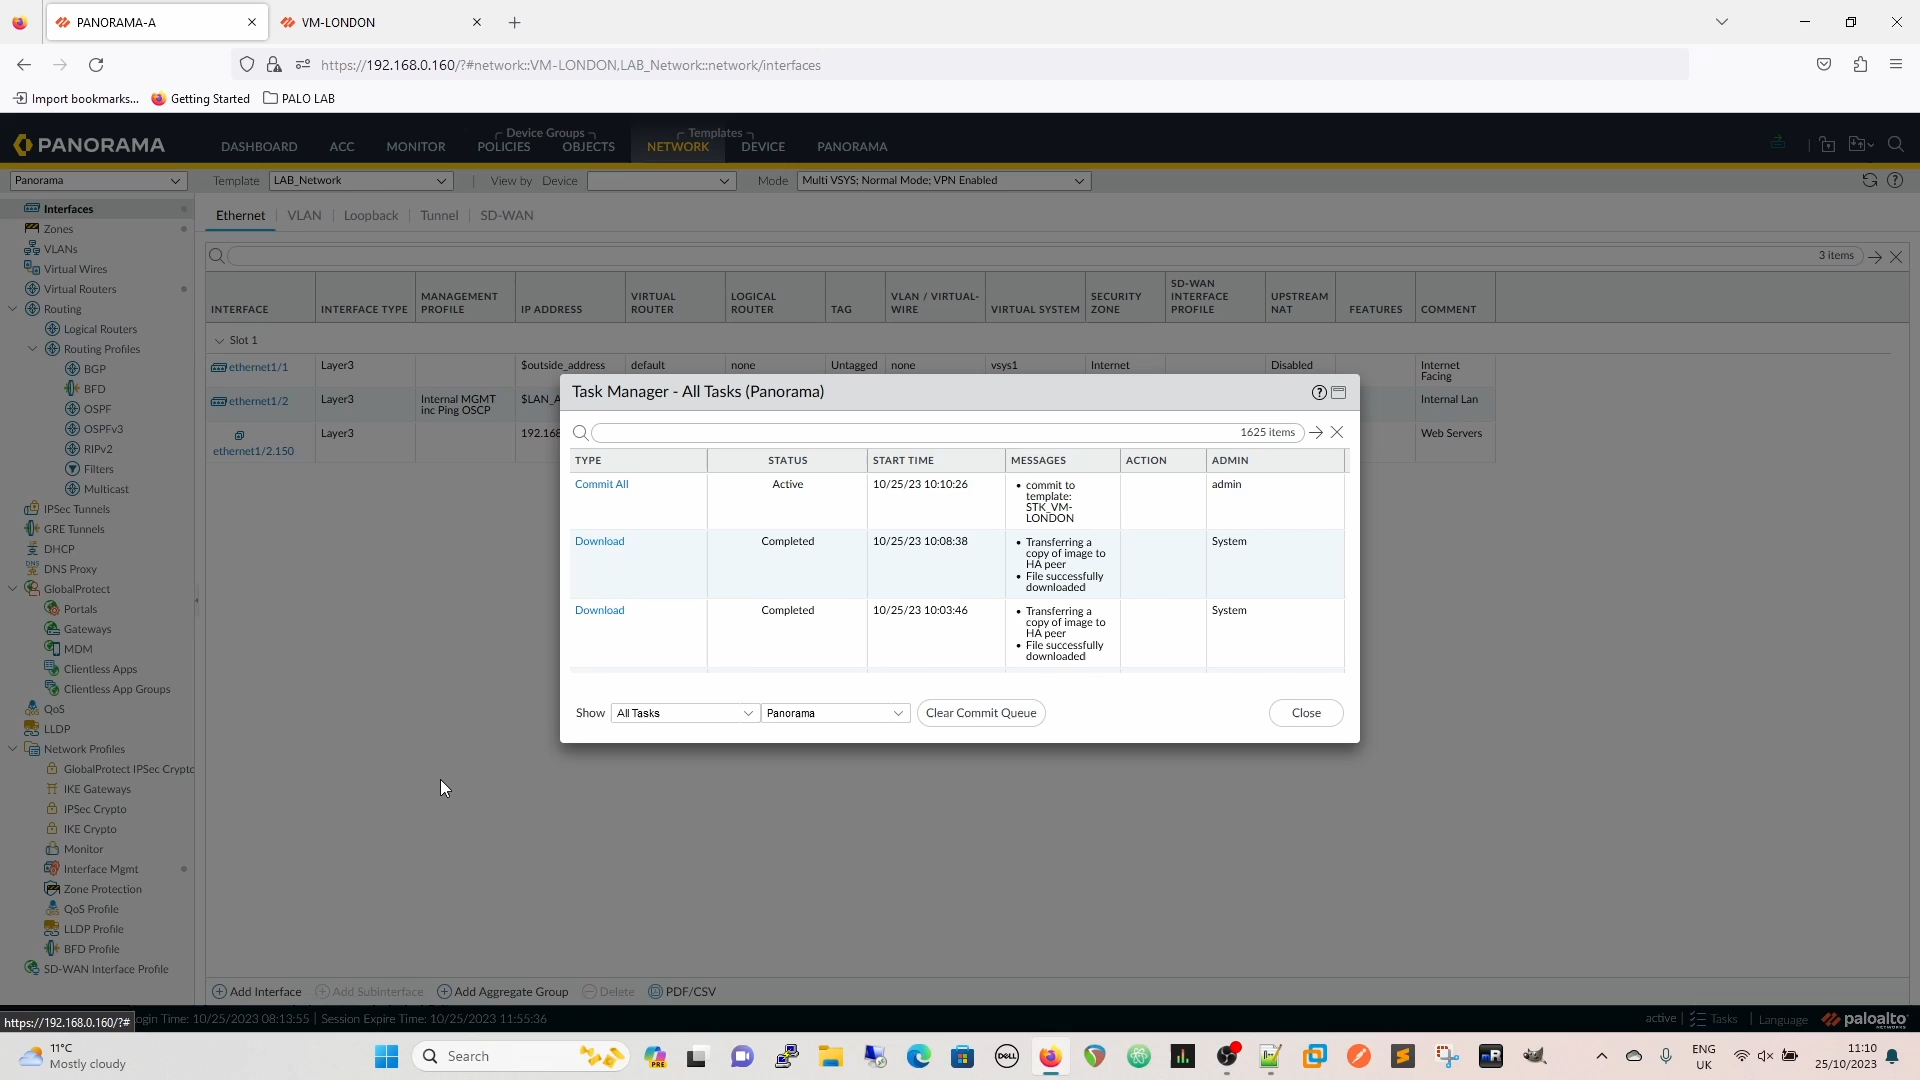 PANORAMA-A
VM-LONDON
https://192.168.0.160/?#network::VM-LONDON,LAB_Network::network/interfaces
Import bookmarks... Getting Started PALO LAB
PANORAMA
DASHBOARD ACC MONITOR Device Groups POLICIES OBJECTS Templates NETWORK DEVICE PANORAMA
Panorama Template LAB_Network View by Device Mode Multi VSYS; Normal Mode; VPN Enabled
Interfaces
Zones
VLANs
Virtual Wires
Virtual Routers
Routing
Logical Routers
Routing Profiles
BGP
BFD
OSPF
OSPFv3
RIPv2
Filters
Multicast
IPSec Tunnels
GRE Tunnels
DHCP
DNS Proxy
GlobalProtect
Portals
Gateways
MDM
Clientless Apps
Clientless App Groups
QoS
LLDP
Network Profiles
GlobalProtect IPSec Crypto
IKE Gateways
IPSec Crypto
IKE Crypto
Monitor
Interface Mgmt
Zone Protection
QoS Profile
LLDP Profile
BFD Profile
SD-WAN Interface Profile
Ethernet VLAN Loopback Tunnel SD-WAN
3 items
INTERFACE INTERFACE TYPE MANAGEMENT PROFILE IP ADDRESS VIRTUAL ROUTER LOGICAL ROUTER TAG VLAN / VIRTUAL-WIRE VIRTUAL SYSTEM SECURITY ZONE SD-WAN INTERFACE PROFILE UPSTREAM NAT FEATURES COMMENT
Slot 1
ethernet1/1 Layer3 $outside_address default none Untagged none vsys1 Internet Disabled Internet Facing
ethernet1/2 Layer3 Internal MGMT inc Ping OSCP $LAN_A Internal Lan
ethernet1/2.150 Layer3 192.168 Web Servers
Task Manager - All Tasks (Panorama)
1625 items
TYPE STATUS START TIME MESSAGES ACTION ADMIN
Commit All Active 10/25/23 10:10:26 • commit to template: STK_VM-LONDON admin
Download Completed 10/25/23 10:08:38 • Transferring a copy of image to HA peer • File successfully downloaded System
Download Completed 10/25/23 10:03:46 • Transferring a copy of image to HA peer • File successfully downloaded System
Show All Tasks Panorama Clear Commit Queue Close
Add Interface Add Subinterface Add Aggregate Group Delete PDF/CSV
https://192.168.0.160/?# ogin Time: 10/25/2023 08:13:55 | Session Expire Time: 10/25/2023 11:55:36
active | Tasks | Language paloalto NETWORKS
11°C
Mostly cloudy
Search
PRE
DELL
mR
ENG
UK
11:10
25/10/2023